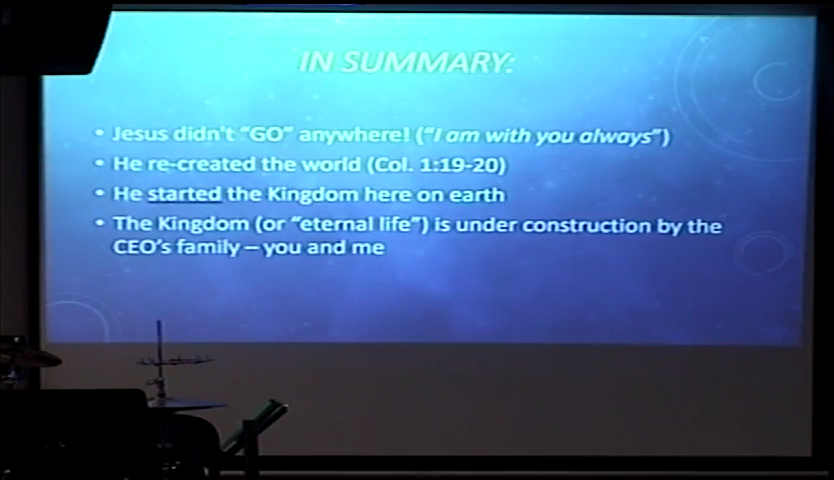 IN SUMMARY:
• Jesus didn't "GO" anywhere! ("I am with you always")
• He re-created the world (Col. 1:19-20)
• He started the Kingdom here on earth
• The Kingdom (or "eternal life") is under construction by the
CEO's family – you and me